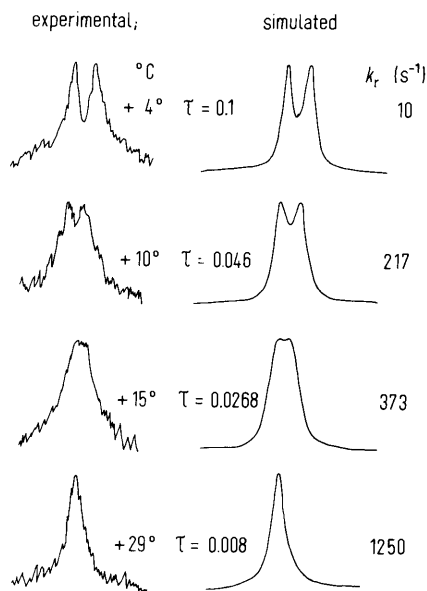 experimental; simulated
°C k_r (s⁻¹)
+ 4° τ = 0.1 10
+ 10° τ = 0.046 217
+ 15° τ = 0.0268 373
+ 29° τ = 0.008 1250